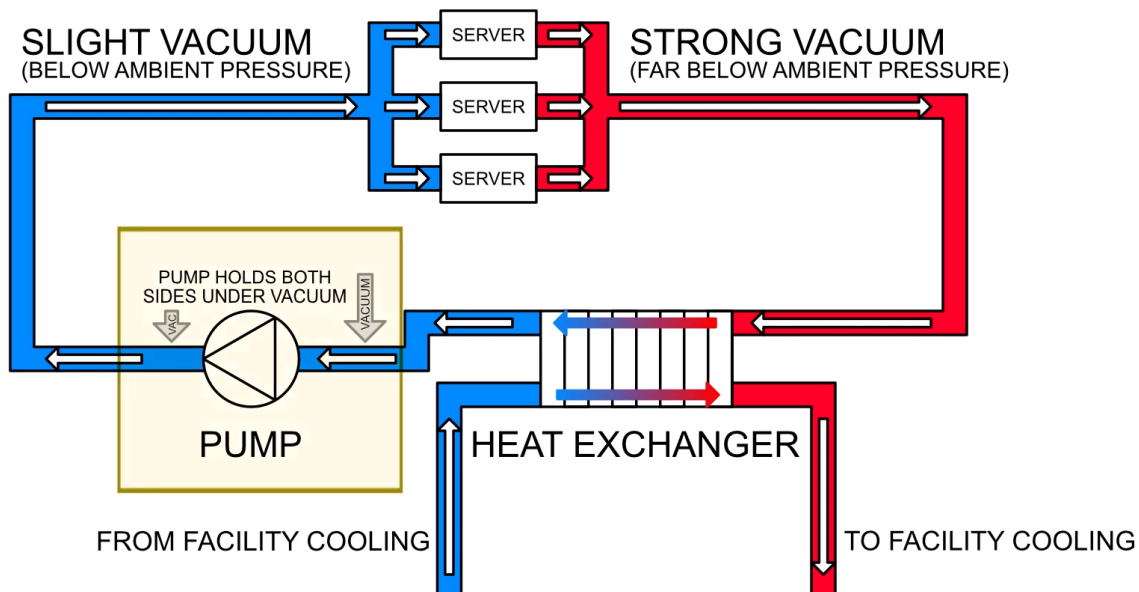 SLIGHT VACUUM
(BELOW AMBIENT PRESSURE)
SERVER
SERVER
SERVER
STRONG VACUUM
(FAR BELOW AMBIENT PRESSURE)
PUMP HOLDS BOTH
SIDES UNDER VACUUM
VAC
VACUUM
PUMP
HEAT EXCHANGER
FROM FACILITY COOLING
TO FACILITY COOLING